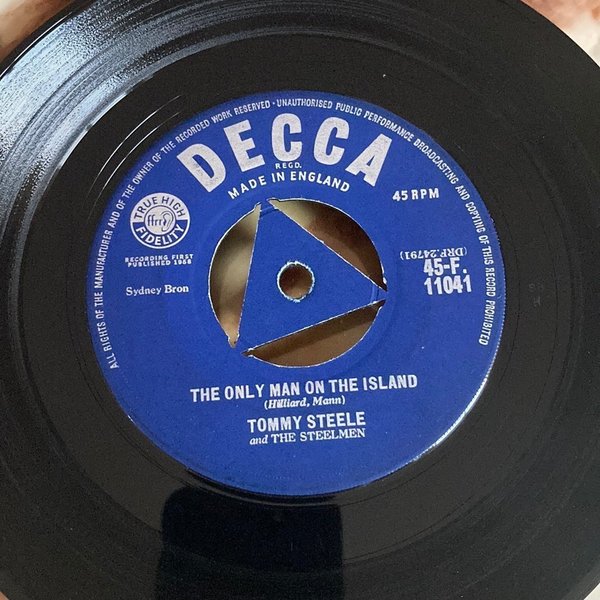 ALL RIGHTS OF THE MANUFACTURER AND OF THE OWNER OF THE RECORDED WORK RESERVED · UNAUTHORISED PUBLIC PERFORMANCE BROADCASTING AND COPYING OF THIS RECORD PROHIBITED
DECCA
REGD.
MADE IN ENGLAND
45 RPM
TRUE HIGH
ffrr
FIDELITY
RECORDING FIRST
PUBLISHED 1958
(DRF.24791)
45-F.
11041
Sydney Bron
THE ONLY MAN ON THE ISLAND
(Hilliard, Mann)
TOMMY STEELE
and THE STEELMEN